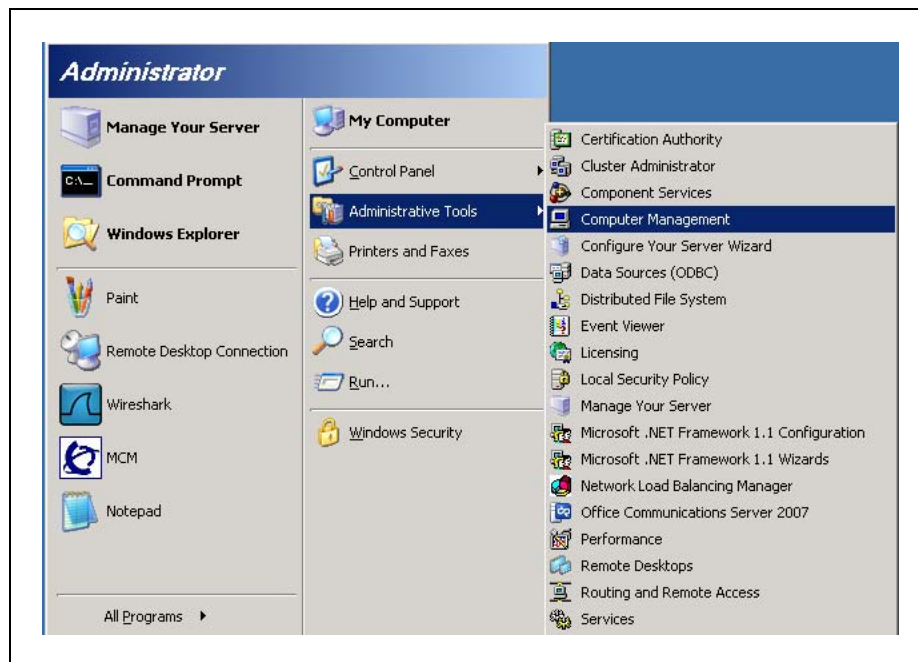 Administrator
Manage Your Server
Command Prompt
Windows Explorer
Paint
Remote Desktop Connection
Wireshark
MCM
Notepad
All Programs
My Computer
Control Panel
Administrative Tools
Printers and Faxes
Help and Support
Search
Run...
Windows Security
Certification Authority
Cluster Administrator
Component Services
Computer Management
Configure Your Server Wizard
Data Sources (ODBC)
Distributed File System
Event Viewer
Licensing
Local Security Policy
Manage Your Server
Microsoft .NET Framework 1.1 Configuration
Microsoft .NET Framework 1.1 Wizards
Network Load Balancing Manager
Office Communications Server 2007
Performance
Remote Desktops
Routing and Remote Access
Services